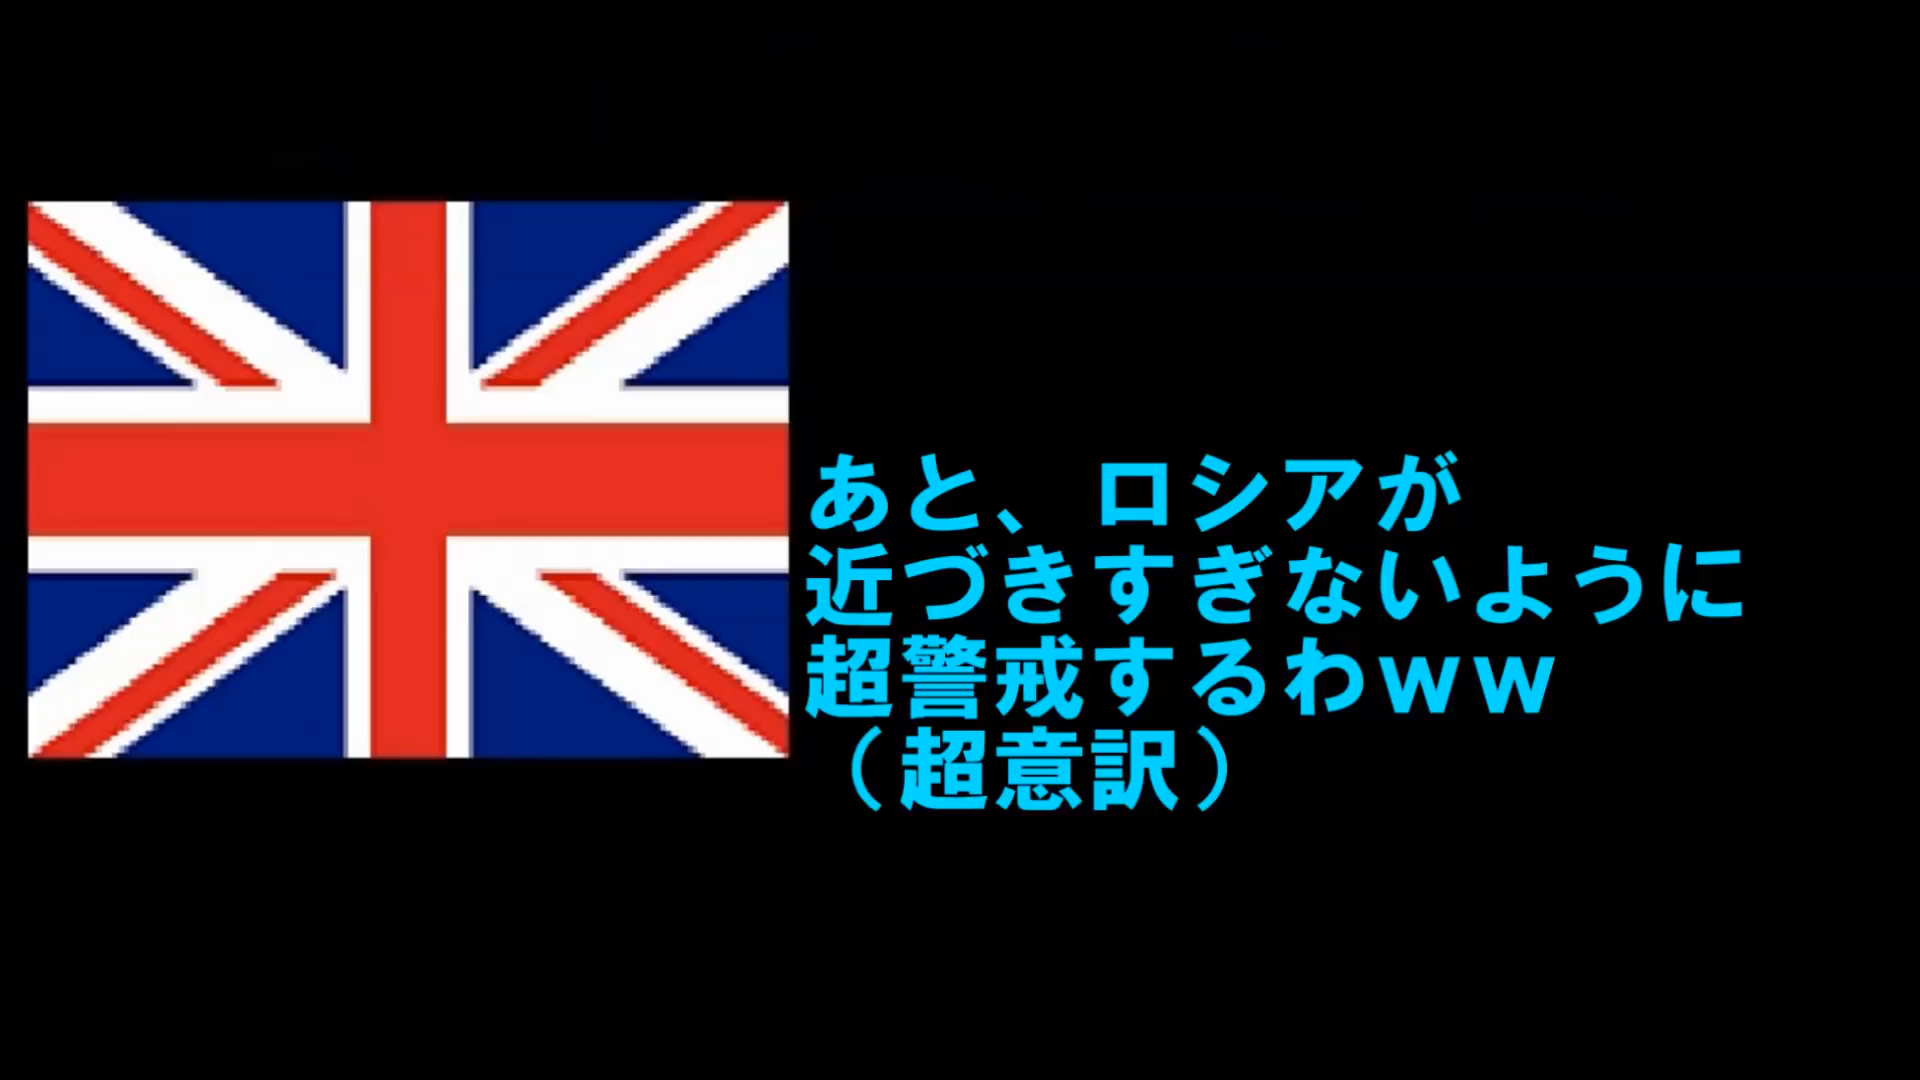 あと、ロシアが
近づきすぎないように
超警戒するわｗｗ
（超意訳）